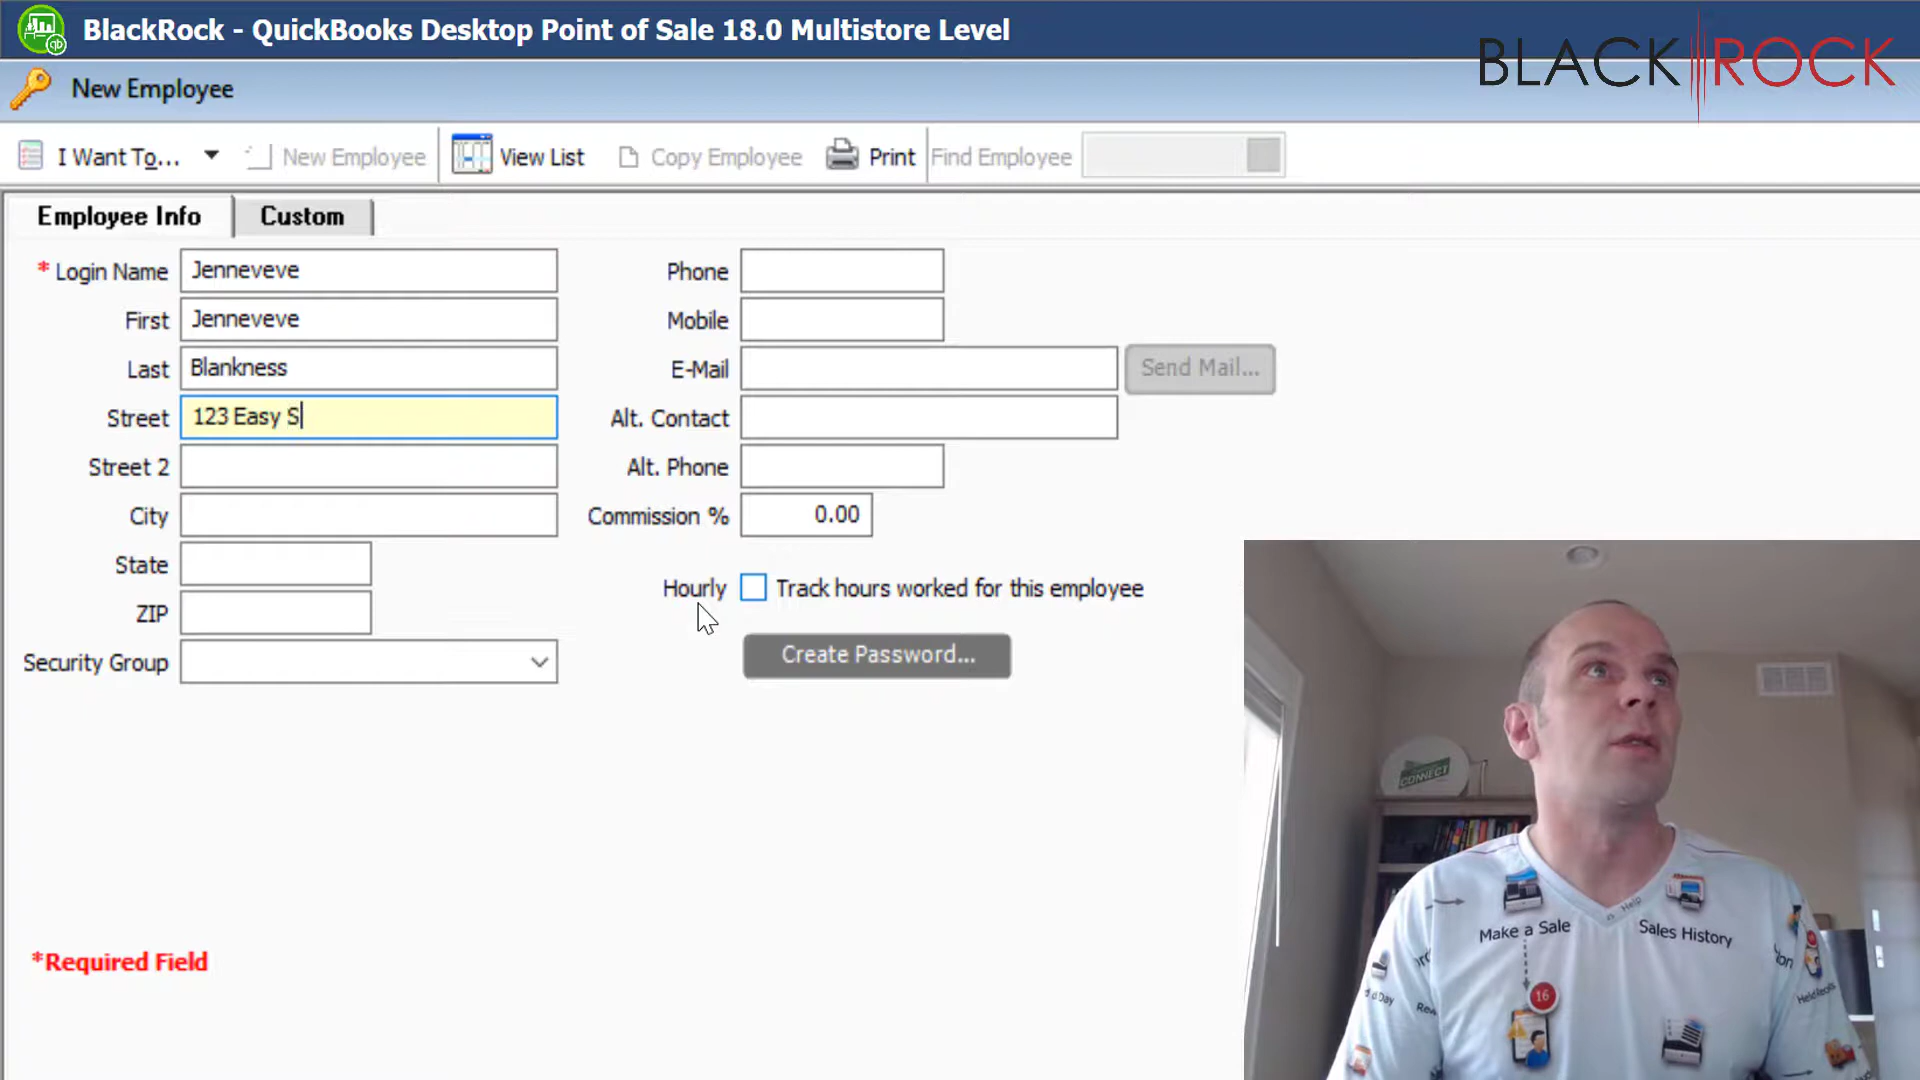 BlackRock - QuickBooks Desktop Point of Sale 18.0 Multistore Level
BLACK ROCK
New Employee
I Want To... New Employee View List Copy Employee Print Find Employee
Employee Info Custom
* Login Name Jenneveve
First Jenneveve
Last Blankness
Street 123 Easy S
Street 2
City
State
ZIP
Security Group
Phone
Mobile
E-Mail Send Mail...
Alt. Contact
Alt. Phone
Commission % 0.00
Hourly Track hours worked for this employee
Create Password...
*Required Field
CONNECT
Help
Make a Sale Sales History
16